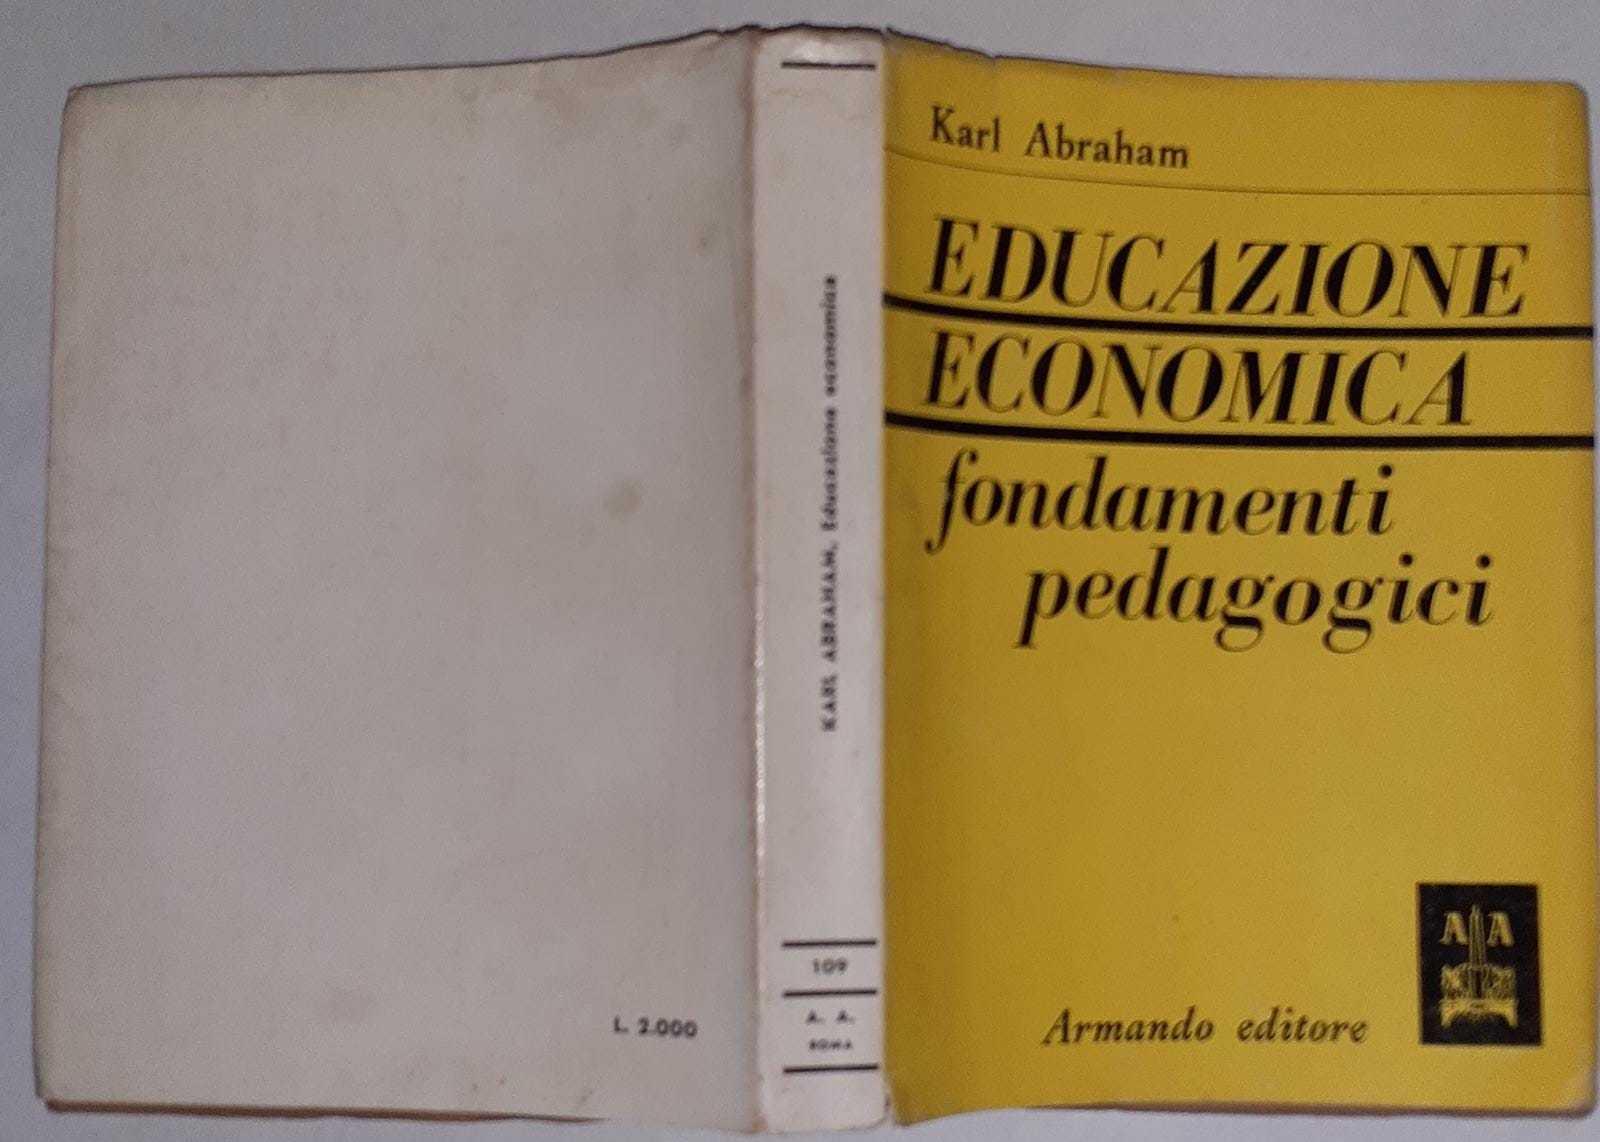 L. 2.000
KARL ABRAHAM, Educazione economica
109
A. A.
ROMA
Karl Abraham
EDUCAZIONE
ECONOMICA
fondamenti
pedagogici
A A
Armando editore